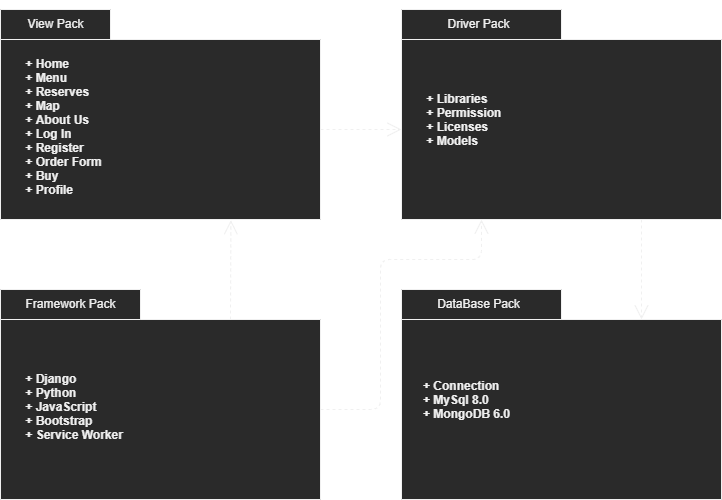 View Pack
+ Home
+ Menu
+ Reserves
+ Map
+ About Us
+ Log In
+ Register
+ Order Form
+ Buy
+ Profile
Driver Pack
+ Libraries
+ Permission
+ Licenses
+ Models
Framework Pack
+ Django
+ Python
+ JavaScript
+ Bootstrap
+ Service Worker
DataBase Pack
+ Connection
+ MySql 8.0
+ MongoDB 6.0